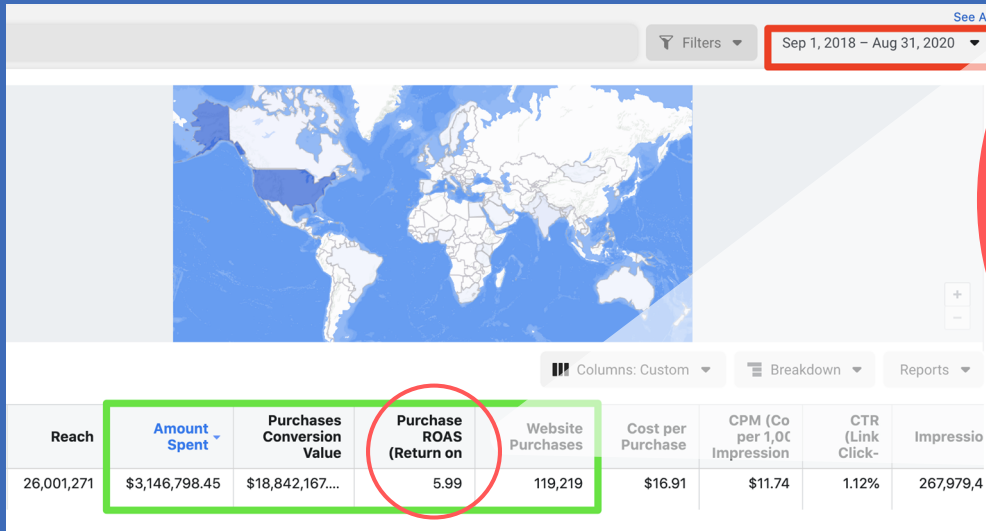 See A
Filters
Sep 1, 2018 – Aug 31, 2020
+
−
Columns: Custom
Breakdown
Reports
Reach
Amount
Spent
Purchases
Conversion
Value
Purchase
ROAS
(Return on
Website
Purchases
Cost per
Purchase
CPM (Co
per 1,0(
Impression
CTR
(Link
Click-
Impressio
26,001,271 $3,146,798.45 $18,842,167.... 5.99 119,219 $16.91 $11.74 1.12% 267,979,4